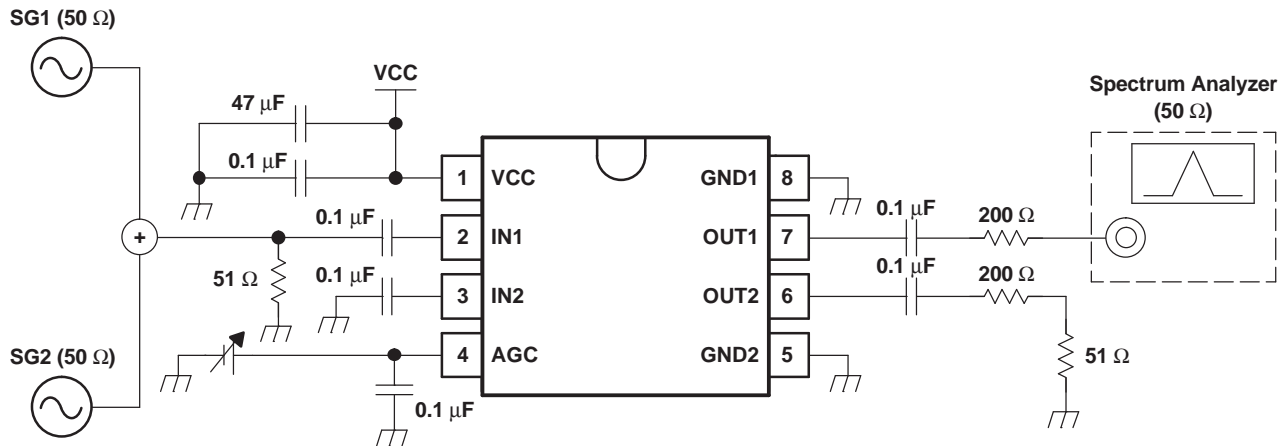 SG1 (50 Ω)
VCC
47 μF
0.1 μF
Spectrum Analyzer
(50 Ω)
1 VCC
GND1 8
0.1 μF
2 IN1
OUT1 7
0.1 μF
200 Ω
+
51 Ω
0.1 μF
3 IN2
OUT2 6
0.1 μF
200 Ω
SG2 (50 Ω)
4 AGC
GND2 5
51 Ω
0.1 μF